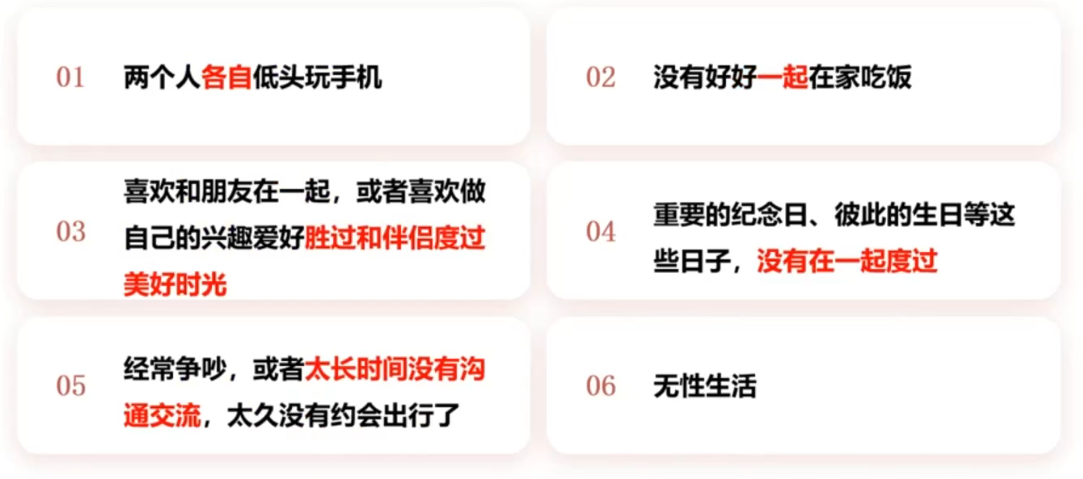 01 两个人各自低头玩手机
02 没有好好一起在家吃饭
03 喜欢和朋友在一起，或者喜欢做
自己的兴趣爱好胜过和伴侣度过
美好时光
04 重要的纪念日、彼此的生日等这
些日子，没有在一起度过
05 经常争吵，或者太长时间没有沟
通交流，太久没有约会出行了
06 无性生活